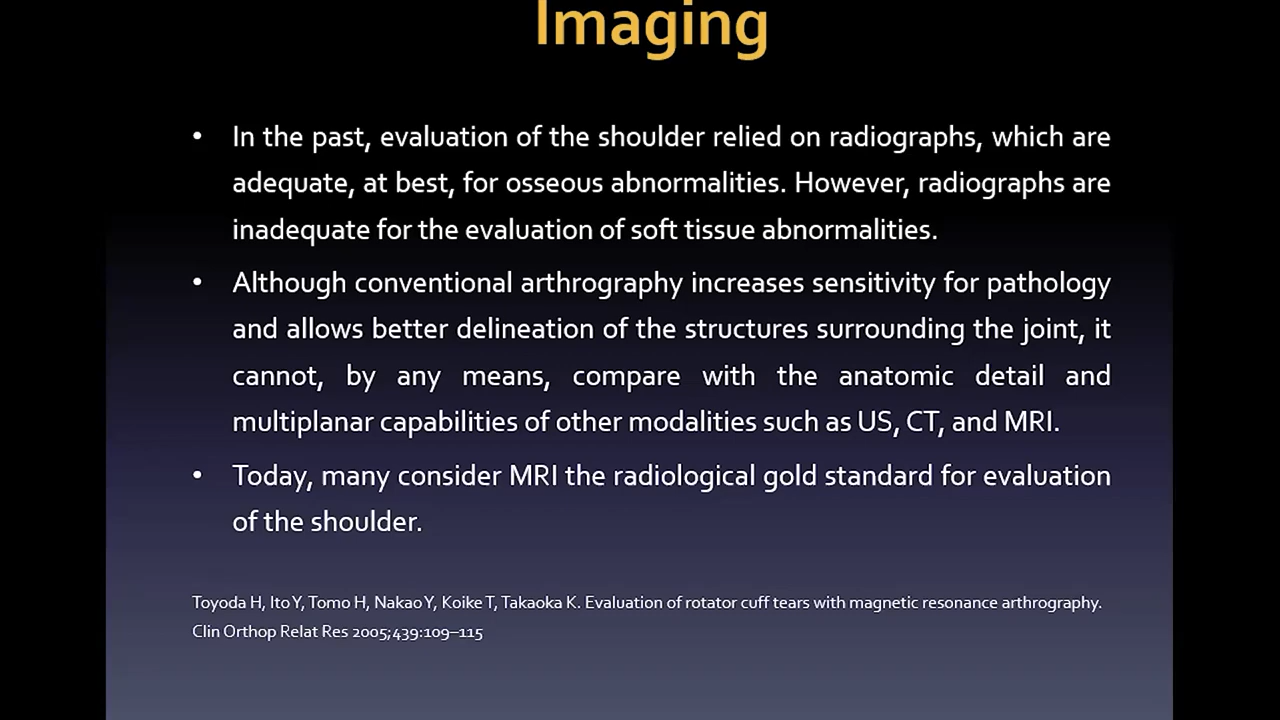 Imaging
• In the past, evaluation of the shoulder relied on radiographs, which are
adequate, at best, for osseous abnormalities. However, radiographs are
inadequate for the evaluation of soft tissue abnormalities.
• Although conventional arthrography increases sensitivity for pathology
and allows better delineation of the structures surrounding the joint, it
cannot, by any means, compare with the anatomic detail and
multiplanar capabilities of other modalities such as US, CT, and MRI.
• Today, many consider MRI the radiological gold standard for evaluation
of the shoulder.
Toyoda H, Ito Y, Tomo H, Nakao Y, Koike T, Takaoka K. Evaluation of rotator cuff tears with magnetic resonance arthrography.
Clin Orthop Relat Res 2005;439:109–115